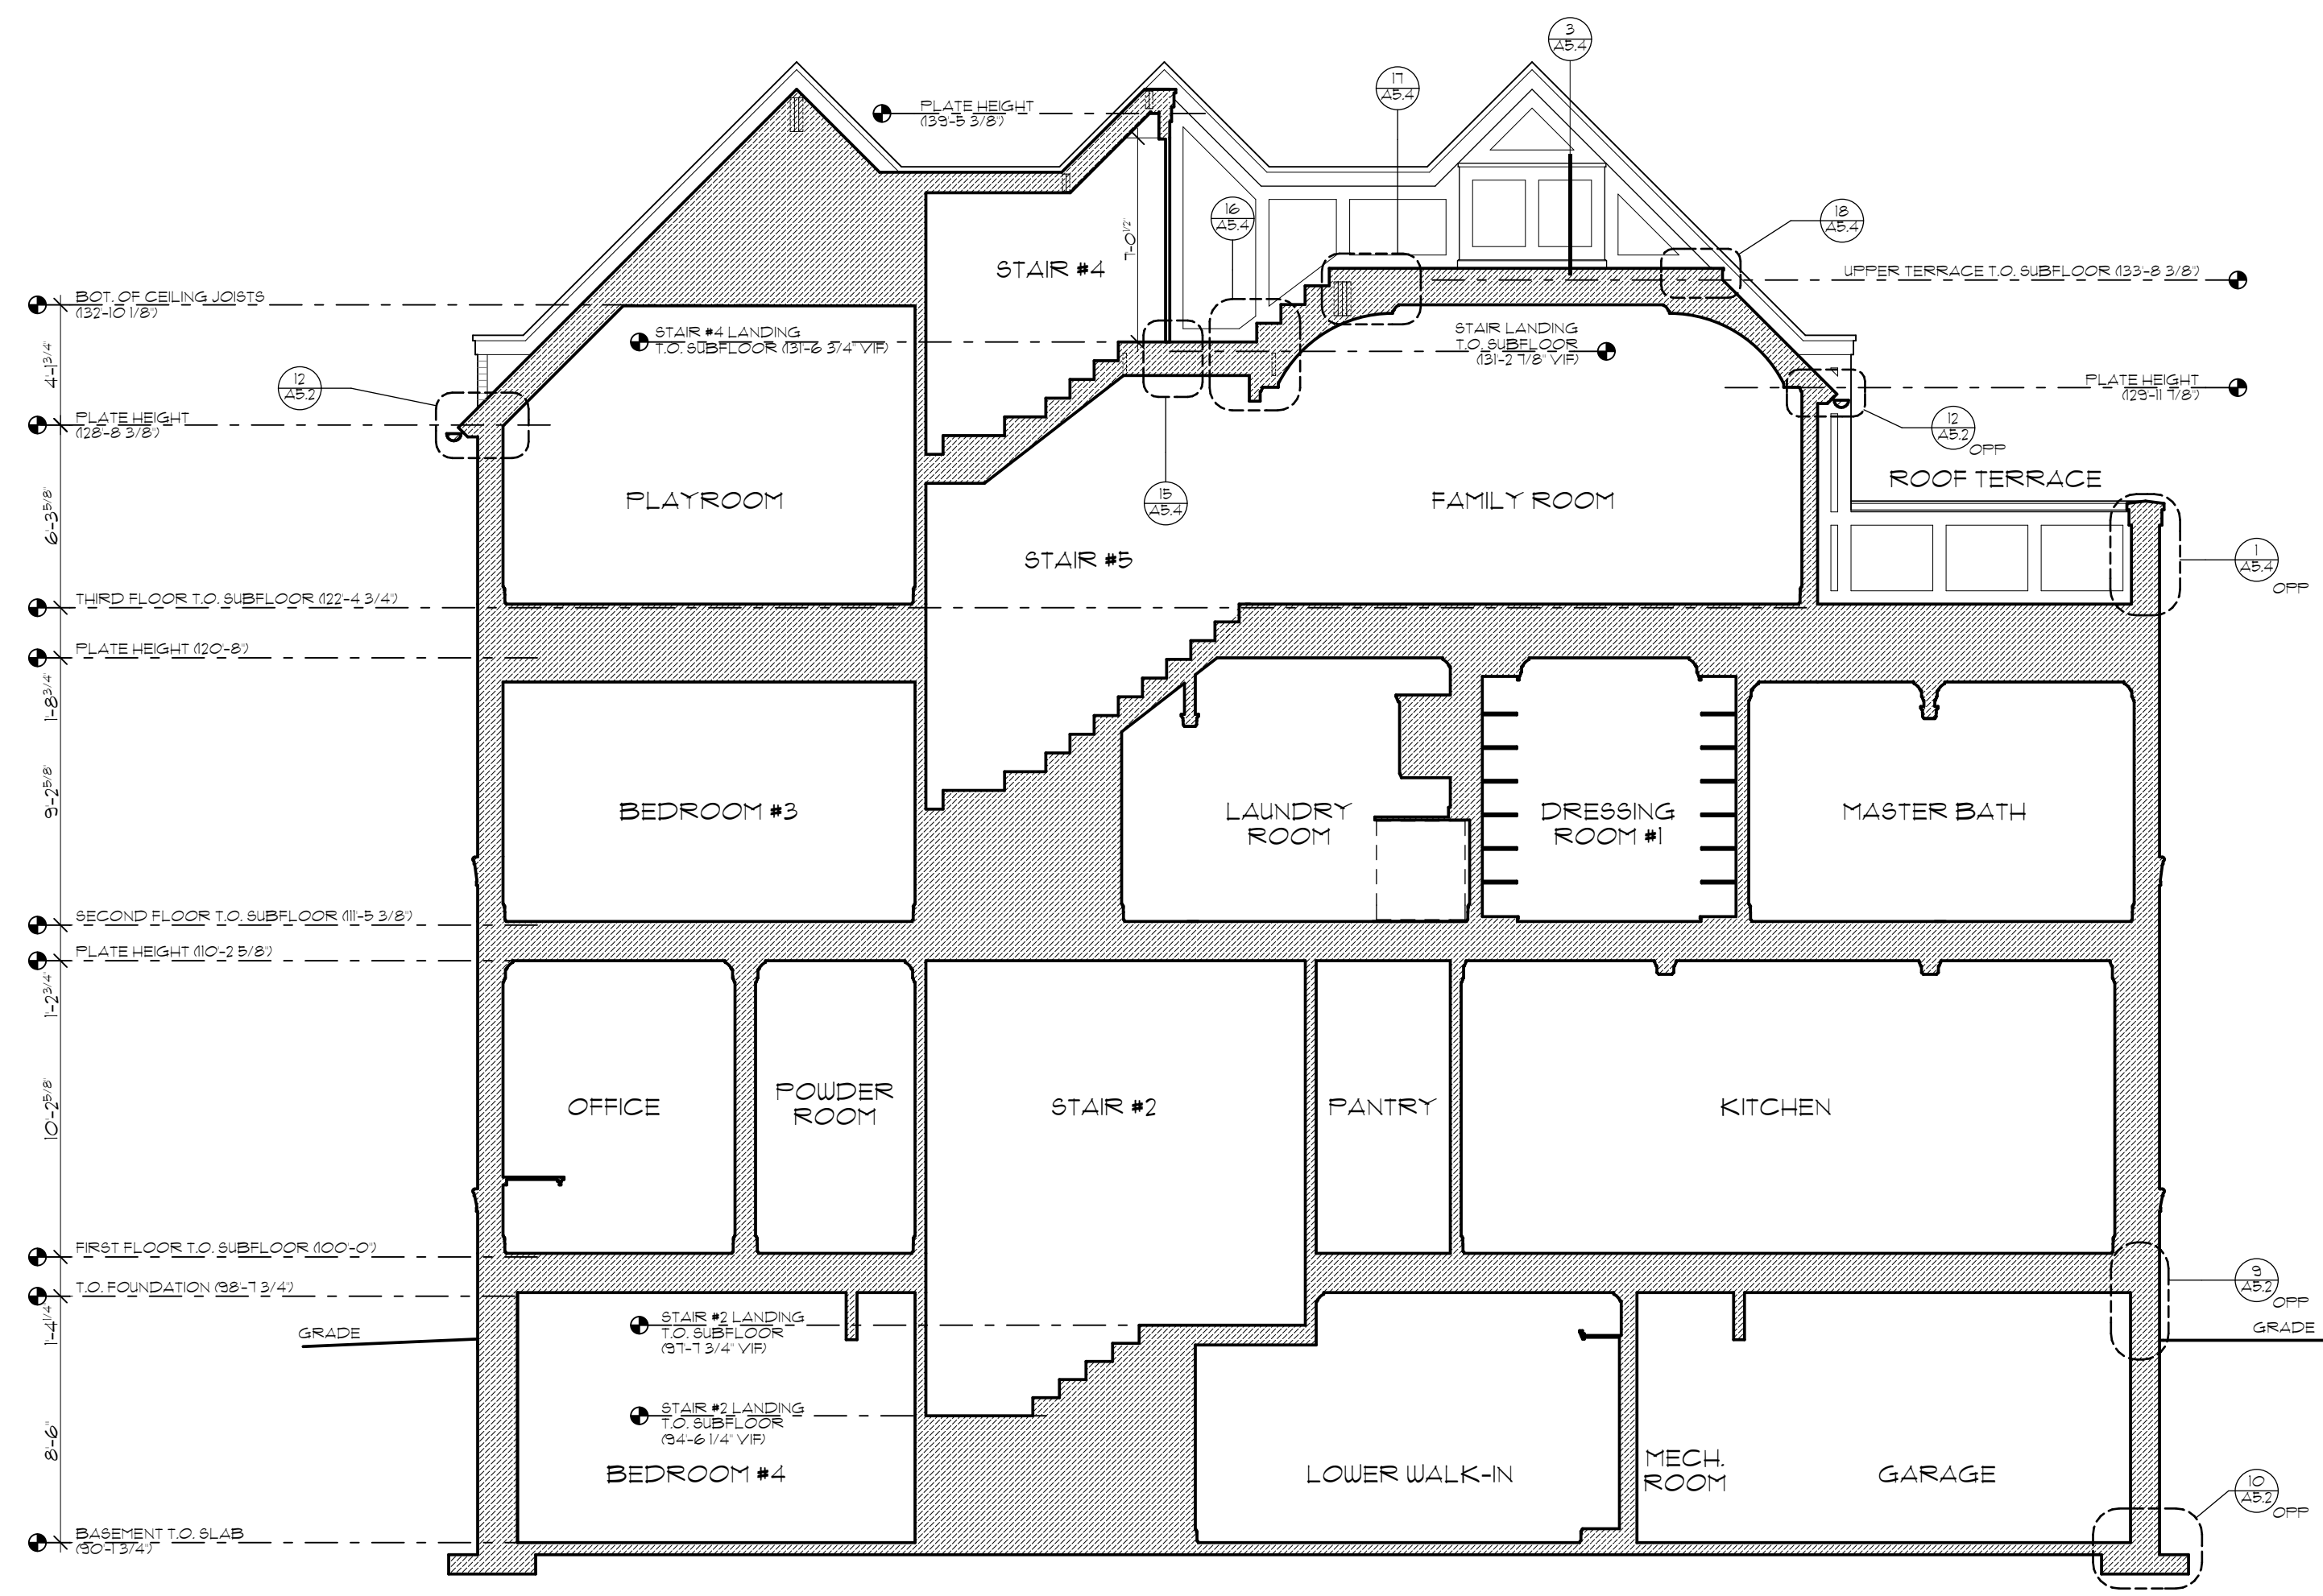 3
A5.4
17
A5.4
PLATE HEIGHT
(139'-5 3/8")
16
A5.4
18
A5.4
7'-0 1/2"
STAIR #4
UPPER TERRACE T.O. SUBFLOOR (133'-8 3/8")
BOT. OF CEILING JOISTS
(132'-10 1/8")
STAIR #4 LANDING
T.O. SUBFLOOR (131'-6 3/4" VIF)
STAIR LANDING
T.O. SUBFLOOR
(131'-2 7/8" VIF)
4'-1 3/4"
12
A5.2
PLATE HEIGHT
(129'-11 7/8")
PLATE HEIGHT
(128'-8 3/8")
12
A5.2
OPP
ROOF TERRACE
15
A5.4
PLAYROOM
FAMILY ROOM
6'-3 5/8"
STAIR #5
1
A5.4
OPP
THIRD FLOOR T.O. SUBFLOOR (122'-4 3/4")
PLATE HEIGHT (120'-8")
1'-8 3/4"
9'-2 5/8"
BEDROOM #3
LAUNDRY
ROOM
DRESSING
ROOM #1
MASTER BATH
SECOND FLOOR T.O. SUBFLOOR (111'-5 3/8")
PLATE HEIGHT (110'-2 5/8")
1'-2 3/4"
10'-2 5/8"
OFFICE
POWDER
ROOM
STAIR #2
PANTRY
KITCHEN
FIRST FLOOR T.O. SUBFLOOR (100'-0")
9
A5.2
OPP
T.O. FOUNDATION (98'-7 3/4")
1'-4 1/4"
GRADE
GRADE
STAIR #2 LANDING
T.O. SUBFLOOR
(97'-7 3/4" VIF)
STAIR #2 LANDING
T.O. SUBFLOOR
(94'-6 1/4" VIF)
8'-6"
BEDROOM #4
LOWER WALK-IN
MECH.
ROOM
GARAGE
10
A5.2
OPP
BASEMENT T.O. SLAB
(90'-1 3/4")